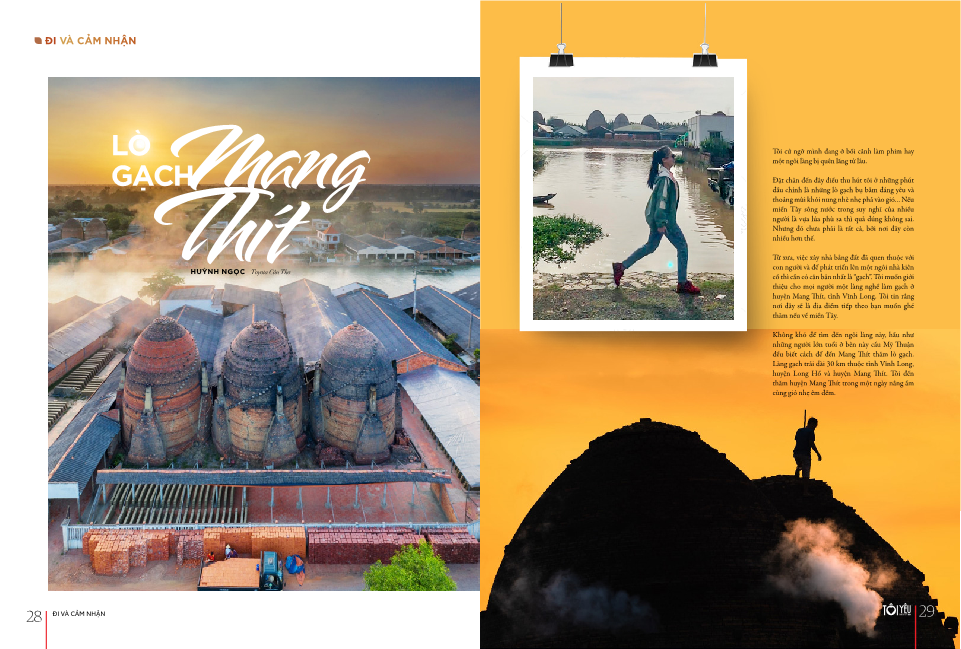 ĐI VÀ CẢM NHẬN
LÒ
GẠCH
Mang
Thít
HUỲNH NGỌC Toyota Cần Thơ
Tôi cứ ngỡ mình đang ở bối cảnh làm phim hay
một ngôi làng bị quên lãng từ lâu.
Đặt chân đến đây điều thu hút tôi ở những phút
đầu chính là những lò gạch bụ bẫm đáng yêu và
thoảng mùi khói nung nhè nhẹ phà vào gió... Nếu
miền Tây sông nước trong suy nghĩ của nhiều
người là vựa lúa phù sa thì quả đúng không sai.
Nhưng đó chưa phải là tất cả, bởi nơi đây còn
nhiều hơn thế.
Từ xưa, việc xây nhà bằng đất đã quen thuộc với
con người và để phát triển lên một ngôi nhà kiên
cố thì cần có căn bản nhất là "gạch". Tôi muốn giới
thiệu cho mọi người một làng nghề làm gạch ở
huyện Mang Thít, tỉnh Vĩnh Long. Tôi tin rằng
nơi đây sẽ là địa điểm tiếp theo bạn muốn ghé
thăm nếu về miền Tây.
Không khó để tìm đến ngôi làng này, hầu như
những người lớn tuổi ở bên này cầu Mỹ Thuận
đều biết cách để đến Mang Thít thăm lò gạch.
Làng gạch trải dài 30 km thuộc tỉnh Vĩnh Long,
huyện Long Hồ và huyện Mang Thít. Tôi đến
thăm huyện Mang Thít trong một ngày nắng ấm
cùng gió nhẹ êm đềm.
28 ĐI VÀ CẢM NHẬN
TÔI YÊU
29